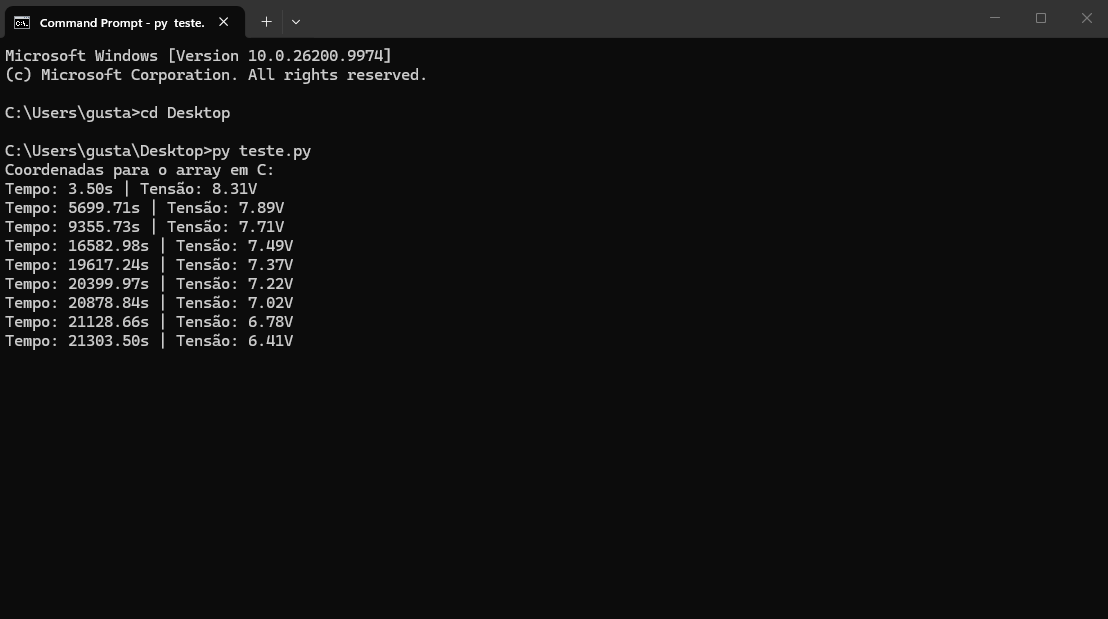 Command Prompt - py teste.
Microsoft Windows [Version 10.0.26200.9974]
(c) Microsoft Corporation. All rights reserved.
C:\Users\gusta>cd Desktop
C:\Users\gusta\Desktop>py teste.py
Coordenadas para o array em C:
Tempo: 3.50s | Tensão: 8.31V
Tempo: 5699.71s | Tensão: 7.89V
Tempo: 9355.73s | Tensão: 7.71V
Tempo: 16582.98s | Tensão: 7.49V
Tempo: 19617.24s | Tensão: 7.37V
Tempo: 20399.97s | Tensão: 7.22V
Tempo: 20878.84s | Tensão: 7.02V
Tempo: 21128.66s | Tensão: 6.78V
Tempo: 21303.50s | Tensão: 6.41V